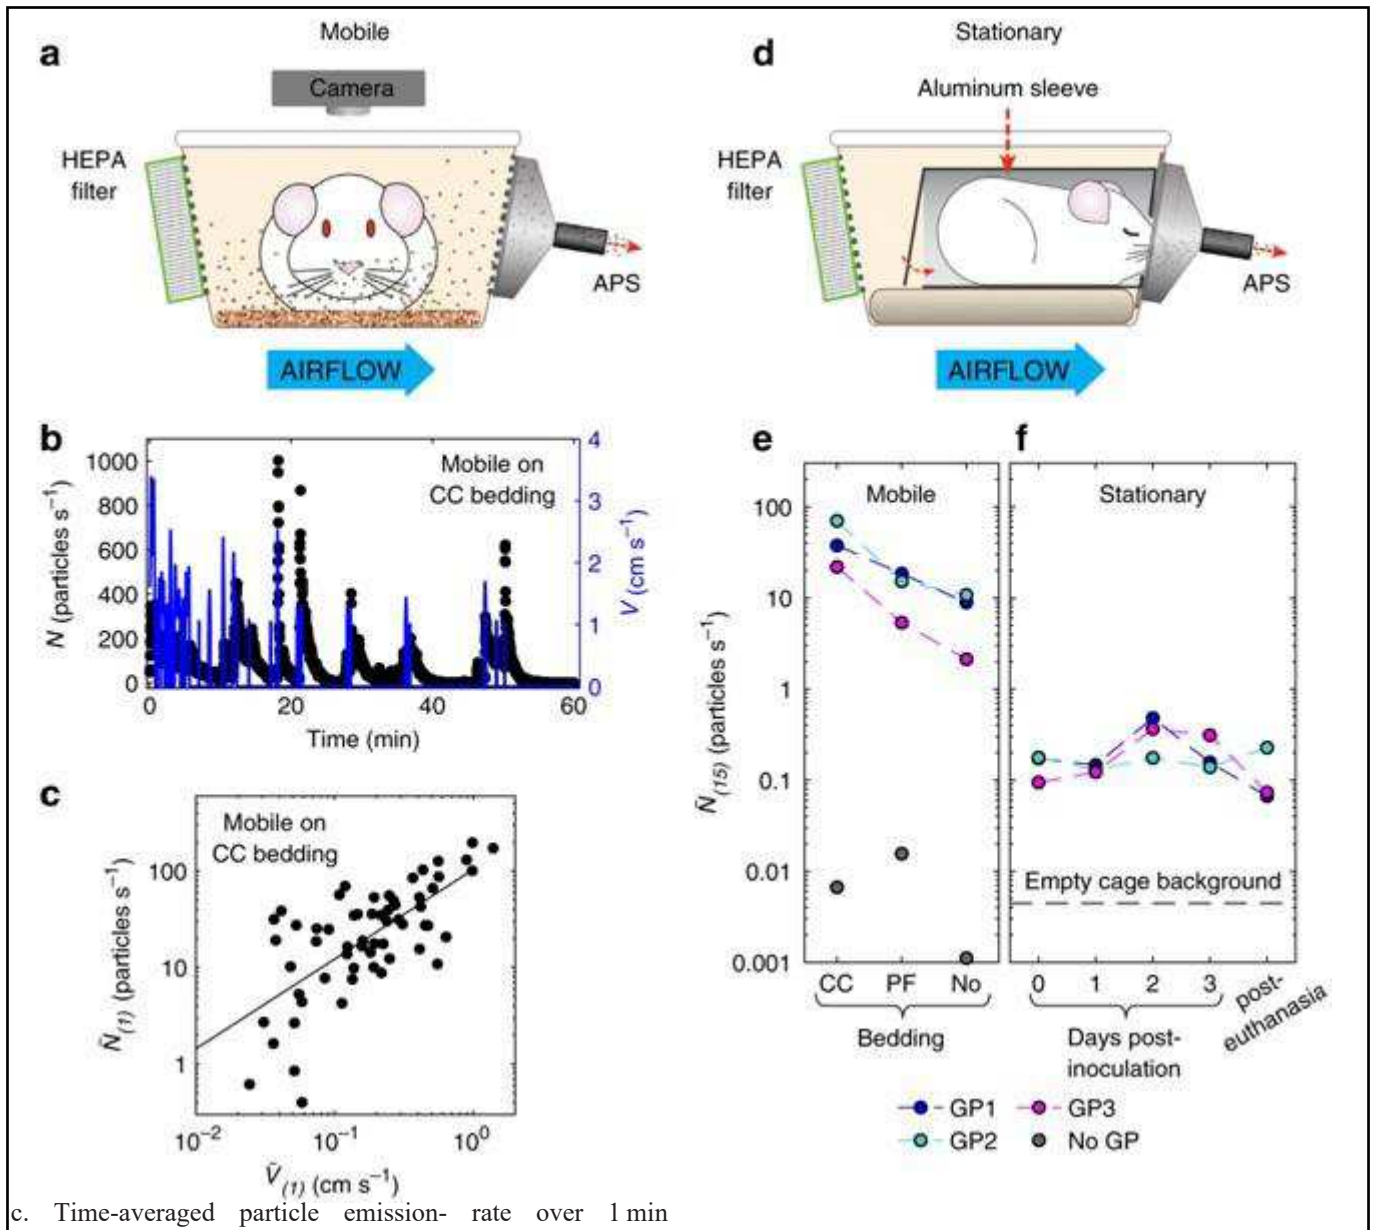 a
Mobile
Camera
HEPA
filter
APS
AIRFLOW
d
Stationary
Aluminum sleeve
HEPA
filter
APS
AIRFLOW
b
Mobile on
CC bedding
N (particles s⁻¹)
1000
800
600
400
200
0
V (cm s⁻¹)
4
3
2
1
0
0 20 40 60
Time (min)
c
Mobile on
CC bedding
N̄(1) (particles s⁻¹)
100
10
1
10⁻² 10⁻¹ 10⁰
V̄(1) (cm s⁻¹)
e
Mobile
N̄(15) (particles s⁻¹)
100
10
1
0.1
0.01
0.001
CC PF No
Bedding
f
Stationary
Empty cage background
0 1 2 3
Days post-
inoculation
post-
euthanasia
GP1 GP3
GP2 No GP
c. Time-averaged particle emission- rate over 1 min